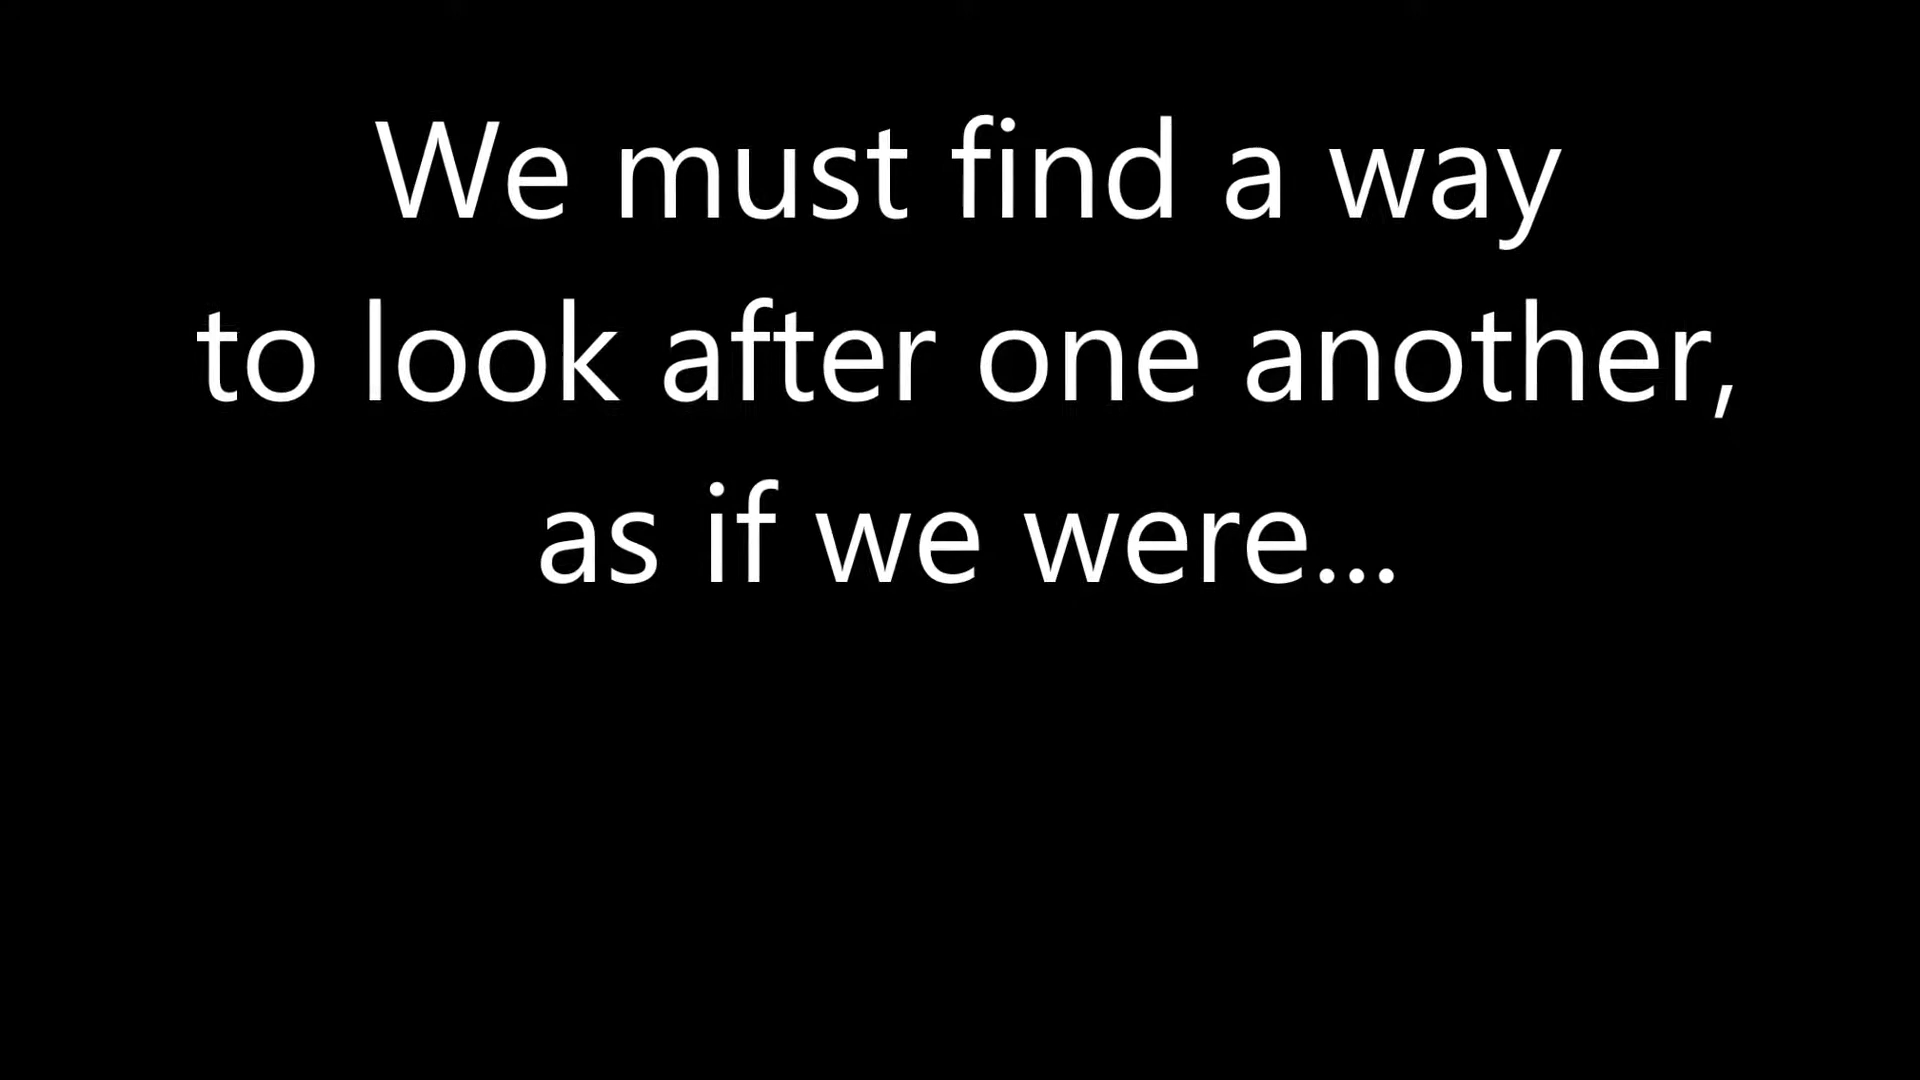 We must find a way
to look after one another,
as if we were...